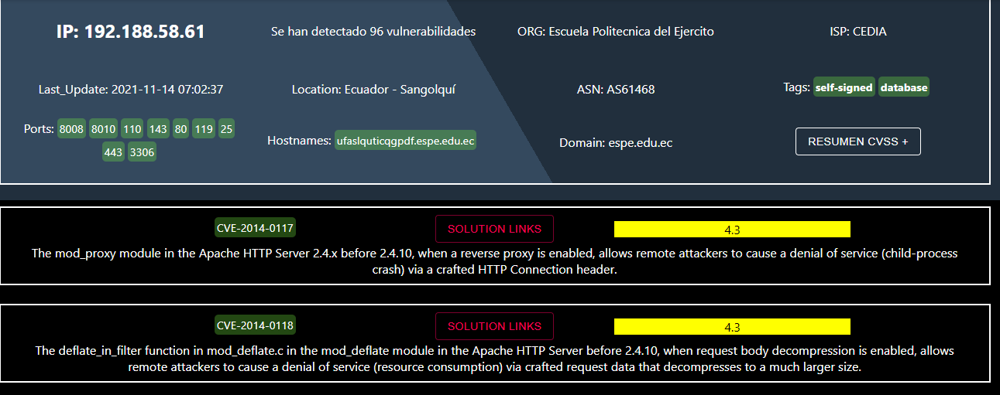 IP: 192.188.58.61
Se han detectado 96 vulnerabilidades
ORG: Escuela Politecnica del Ejercito
ISP: CEDIA
Last_Update: 2021-11-14 07:02:37
Location: Ecuador - Sangolquí
ASN: AS61468
Tags: self-signed database
Ports: 8008 8010 110 143 80 119 25
443 3306
Hostnames: ufaslquticqgpdf.espe.edu.ec
Domain: espe.edu.ec
RESUMEN CVSS +
CVE-2014-0117
SOLUTION LINKS
4.3
The mod_proxy module in the Apache HTTP Server 2.4.x before 2.4.10, when a reverse proxy is enabled, allows remote attackers to cause a denial of service (child-process
crash) via a crafted HTTP Connection header.
CVE-2014-0118
SOLUTION LINKS
4.3
The deflate_in_filter function in mod_deflate.c in the mod_deflate module in the Apache HTTP Server before 2.4.10, when request body decompression is enabled, allows
remote attackers to cause a denial of service (resource consumption) via crafted request data that decompresses to a much larger size.